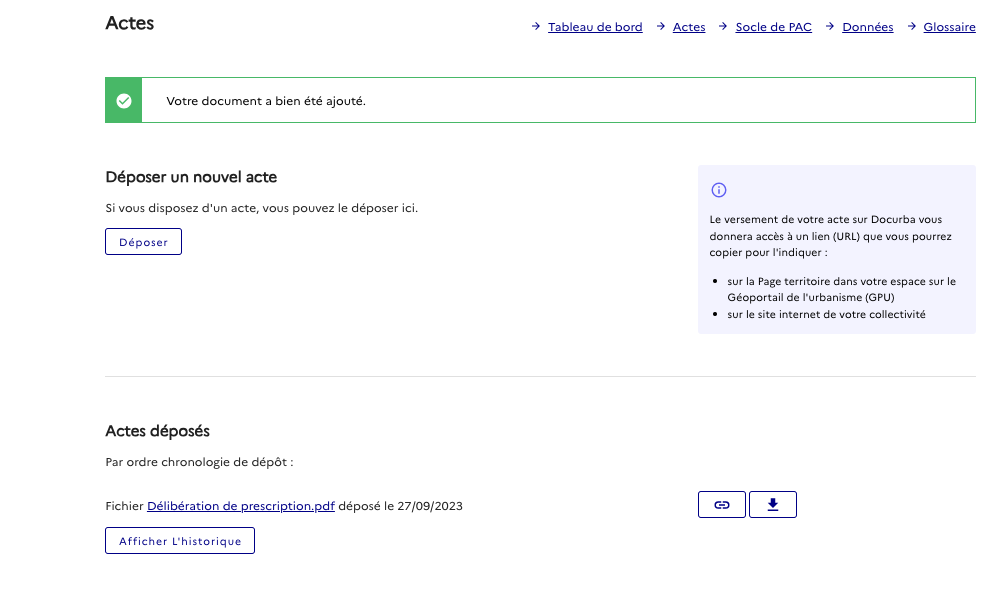 Actes
Tableau de bord
Actes
Socle de PAC
Données
Glossaire
Votre document a bien été ajouté.
Déposer un nouvel acte
Si vous disposez d'un acte, vous pouvez le déposer ici.
Déposer
Le versement de votre acte sur Docurba vous
donnera accès à un lien (URL) que vous pourrez
copier pour l'indiquer :
sur la Page territoire dans votre espace sur le
Géoportail de l'urbanisme (GPU)
sur le site internet de votre collectivité
Actes déposés
Par ordre chronologie de dépôt :
Fichier Délibération de prescription.pdf déposé le 27/09/2023
Afficher L'historique